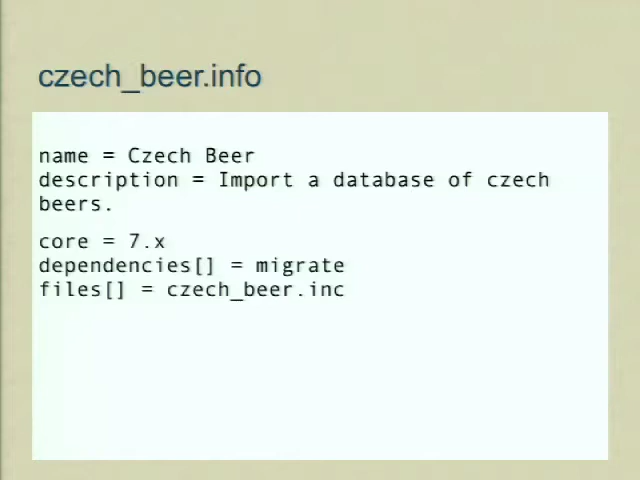 czech_beer.info
name = Czech Beer
description = Import a database of czech
beers.
core = 7.x
dependencies[] = migrate
files[] = czech_beer.inc